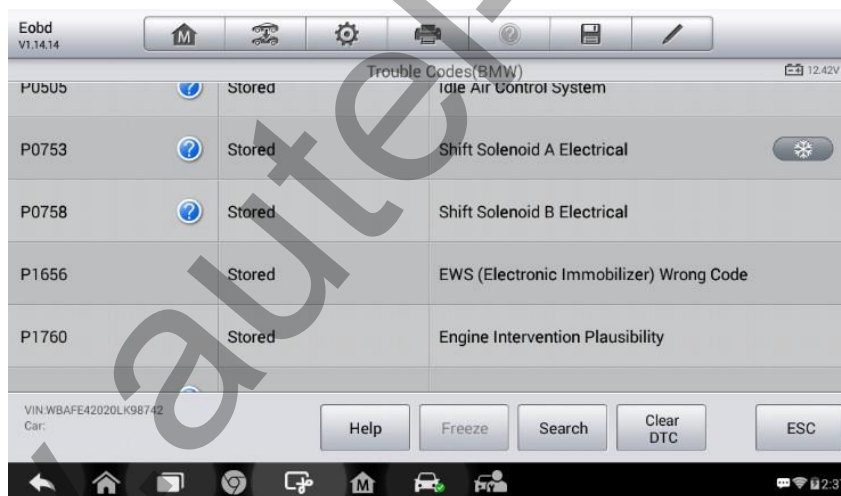 Eobd
V1.14.14
Trouble Codes(BMW)
12.42V
P0505 Stored Idle Air Control System
P0753 Stored Shift Solenoid A Electrical
P0758 Stored Shift Solenoid B Electrical
P1656 Stored EWS (Electronic Immobilizer) Wrong Code
P1760 Stored Engine Intervention Plausibility
VIN:WBAFE42020LK98742
Car:
Help
Freeze
Search
Clear
DTC
ESC